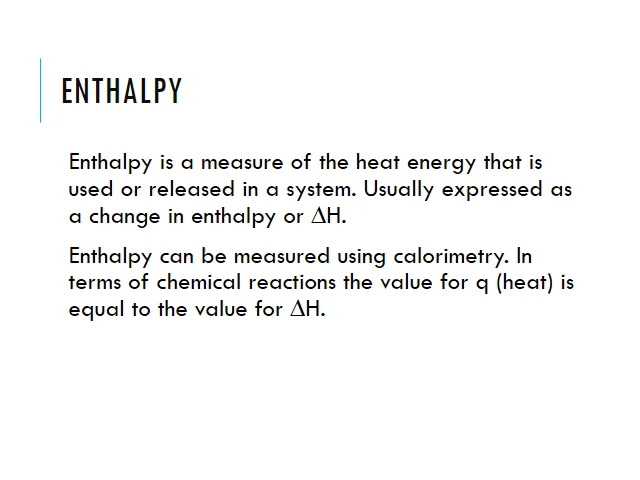 ENTHALPY
Enthalpy is a measure of the heat energy that is
used or released in a system. Usually expressed as
a change in enthalpy or ∆H.
Enthalpy can be measured using calorimetry. In
terms of chemical reactions the value for q (heat) is
equal to the value for ∆H.